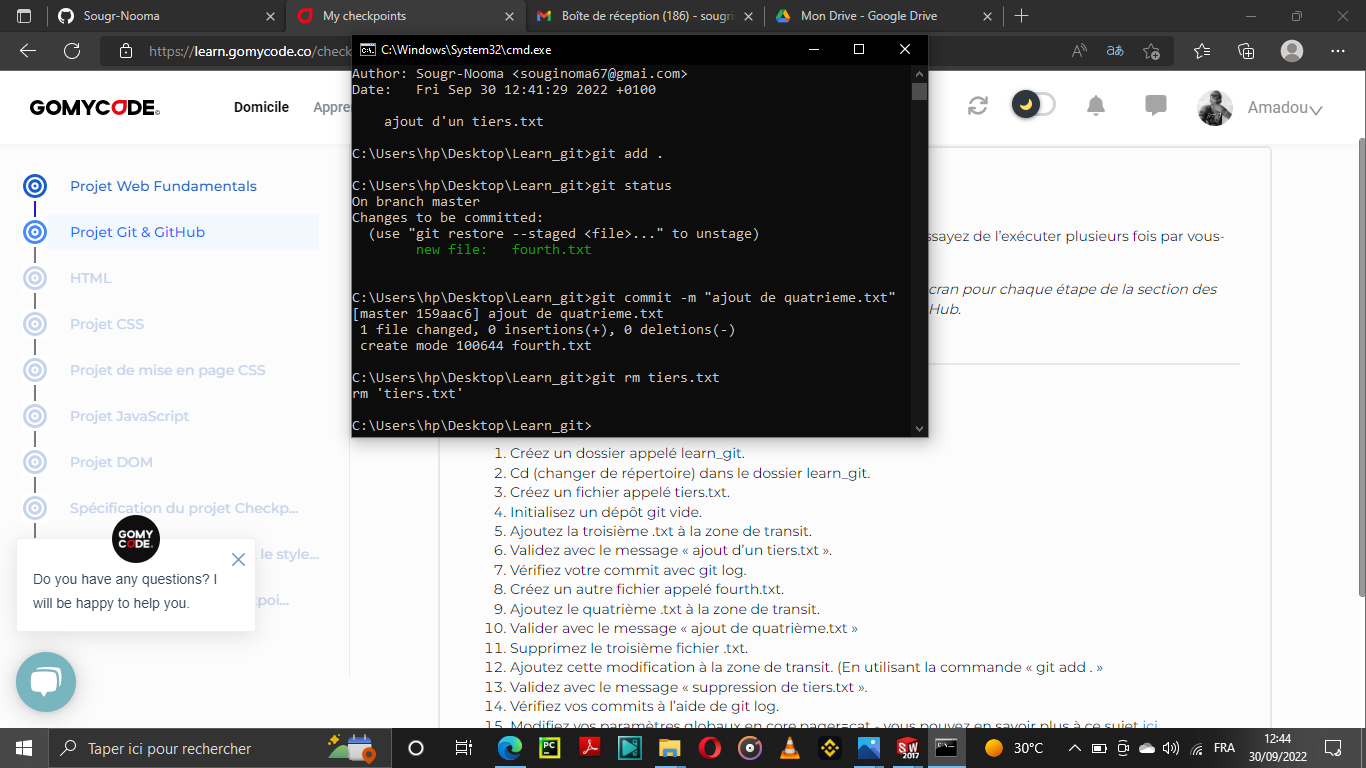 Sougr-Nooma
My checkpoints
Boîte de réception (186) - sougri
Mon Drive - Google Drive
https://learn.gomycode.co/check
GOMYCODE
Domicile
Appre
Amadou
C:\Windows\System32\cmd.exe
Author: Sougr-Nooma <souginoma67@gmai.com>
Date:   Fri Sep 30 12:41:29 2022 +0100
ajout d'un tiers.txt
C:\Users\hp\Desktop\Learn_git>git add .
C:\Users\hp\Desktop\Learn_git>git status
On branch master
Changes to be committed:
(use "git restore --staged <file>..." to unstage)
new file:   fourth.txt
C:\Users\hp\Desktop\Learn_git>git commit -m "ajout de quatrieme.txt"
[master 159aac6] ajout de quatrieme.txt
1 file changed, 0 insertions(+), 0 deletions(-)
create mode 100644 fourth.txt
C:\Users\hp\Desktop\Learn_git>git rm tiers.txt
rm 'tiers.txt'
C:\Users\hp\Desktop\Learn_git>
Projet Web Fundamentals
Projet Git & GitHub
HTML
Projet CSS
Projet de mise en page CSS
Projet JavaScript
Projet DOM
Spécification du projet Checkp...
le style...
kpoi...
GOMY
CODE
Do you have any questions? I
will be happy to help you.
ssayez de l'exécuter plusieurs fois par vous-
cran pour chaque étape de la section des
Hub.
1. Créez un dossier appelé learn_git.
2. Cd (changer de répertoire) dans le dossier learn_git.
3. Créez un fichier appelé tiers.txt.
4. Initialisez un dépôt git vide.
5. Ajoutez la troisième .txt à la zone de transit.
6. Validez avec le message « ajout d'un tiers.txt ».
7. Vérifiez votre commit avec git log.
8. Créez un autre fichier appelé fourth.txt.
9. Ajoutez le quatrième .txt à la zone de transit.
10. Valider avec le message « ajout de quatrième.txt »
11. Supprimez le troisième fichier .txt.
12. Ajoutez cette modification à la zone de transit. (En utilisant la commande « git add . »
13. Validez avec le message « suppression de tiers.txt ».
14. Vérifiez vos commits à l'aide de git log.
15. Modifiez vos paramètres globaux en core.pager=cat - vous pouvez en savoir plus à ce sujet ici
Taper ici pour rechercher
PC
SW
2017
30°C
FRA
12:44
30/09/2022